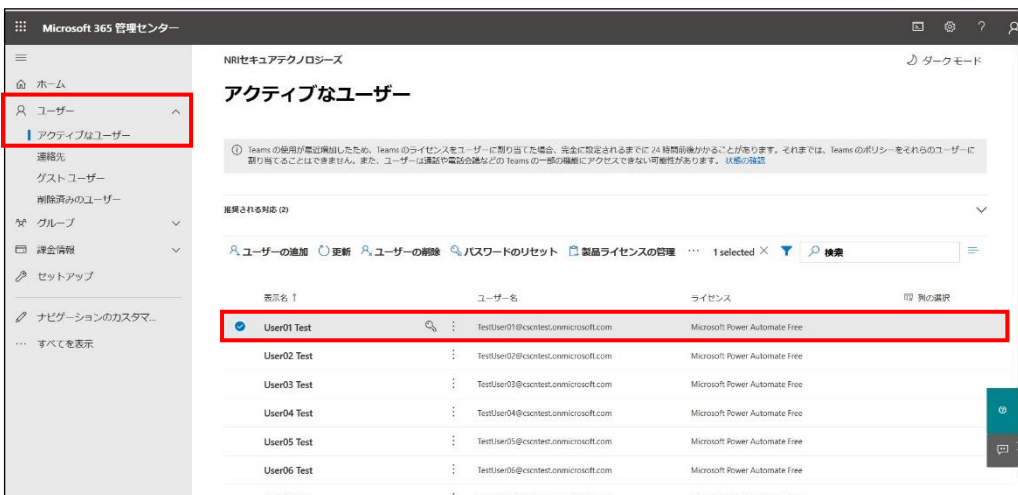 Microsoft 365 管理センター
?
NRIセキュアテクノロジーズ
ダークモード
ホーム
ユーザー
アクティブなユーザー
連絡先
ゲスト ユーザー
削除済みのユーザー
グループ
課金情報
セットアップ
ナビゲーションのカスタマ...
… すべてを表示
アクティブなユーザー
Teams の使用が最近増加したため、Teams のライセンスをユーザーに割り当てた場合、完全に設定されるまでに 24 時間前後かかることがあります。それまでは、Teams のポリシーをそれらのユーザーに
割り当てることはできません。また、ユーザーは通話や電話会議などの Teams の一部の機能にアクセスできない可能性があります。 状態の確認
推奨される対応 (2)
ユーザーの追加 更新 ユーザーの削除 パスワードのリセット 製品ライセンスの管理 … 1 selected × 検索
表示名 ↑ ユーザー名 ライセンス 列の選択
User01 Test TestUser01@cscntest.onmicrosoft.com Microsoft Power Automate Free
User02 Test TestUser02@cscntest.onmicrosoft.com Microsoft Power Automate Free
User03 Test TestUser03@cscntest.onmicrosoft.com Microsoft Power Automate Free
User04 Test TestUser04@cscntest.onmicrosoft.com Microsoft Power Automate Free
User05 Test TestUser05@cscntest.onmicrosoft.com Microsoft Power Automate Free
User06 Test TestUser06@cscntest.onmicrosoft.com Microsoft Power Automate Free